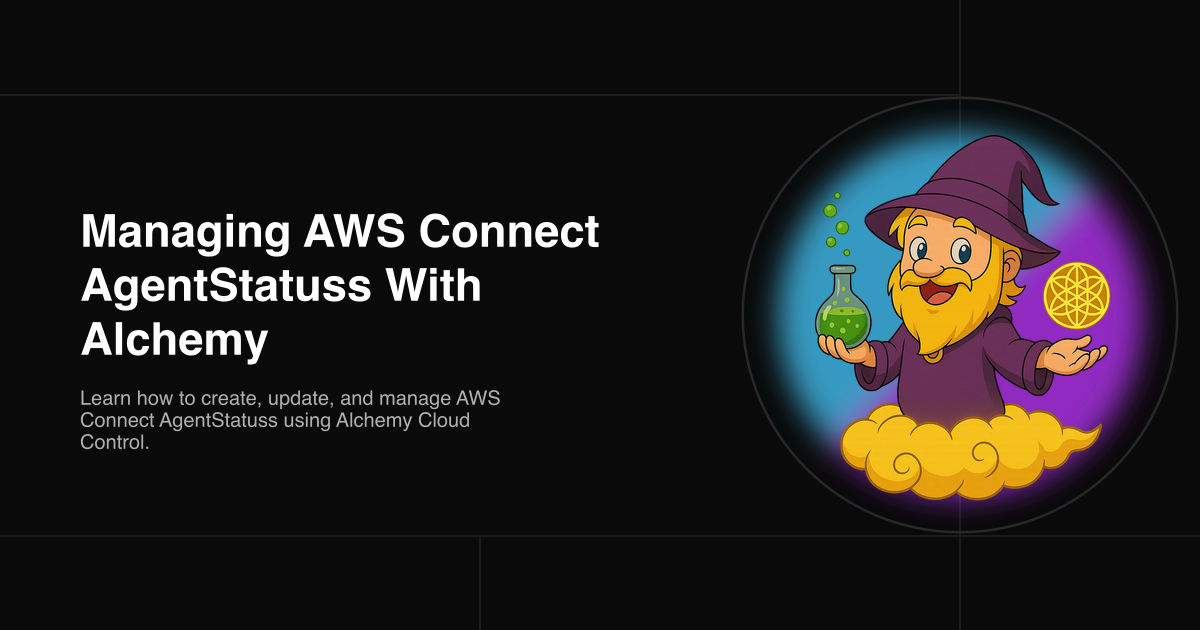 Managing AWS Connect
AgentStatuss With
Alchemy
Learn how to create, update, and manage AWS
Connect AgentStatuss using Alchemy Cloud
Control.